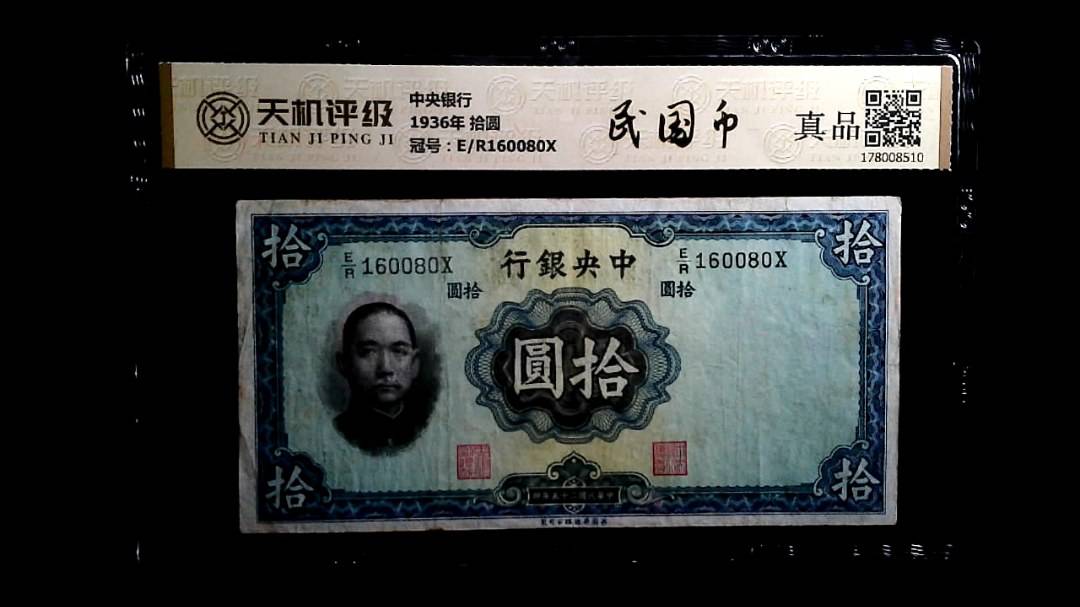 天机评级
TIAN JI PING JI
中央银行
1936年 拾圆
冠号：E/R160080X
民国币
真品
178008510
拾
拾
E/R 160080X
行銀央中
E/R 160080X
圓拾
圓拾
圓拾
拾
拾